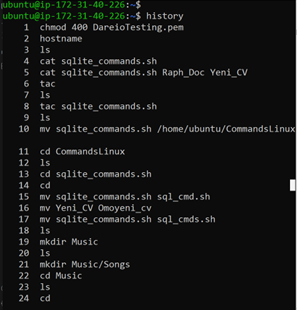 ubuntu@ip-172-31-40-226:~$
ubuntu@ip-172-31-40-226:~$ history
1 chmod 400 DareioTesting.pem
2 hostname
3 ls
4 cat sqlite_commands.sh
5 cat sqlite_commands.sh Raph_Doc Yeni_CV
6 tac
7 ls
8 tac sqlite_commands.sh
9 ls
10 mv sqlite_commands.sh /home/ubuntu/CommandsLinux
11 cd CommandsLinux
12 ls
13 cd sqlite_commands.sh
14 cd
15 mv sqlite_commands.sh sql_cmd.sh
16 mv Yeni_CV Omoyeni_cv
17 mv sqlite_commands.sh sql_cmds.sh
18 ls
19 mkdir Music
20 ls
21 mkdir Music/Songs
22 cd Music
23 ls
24 cd